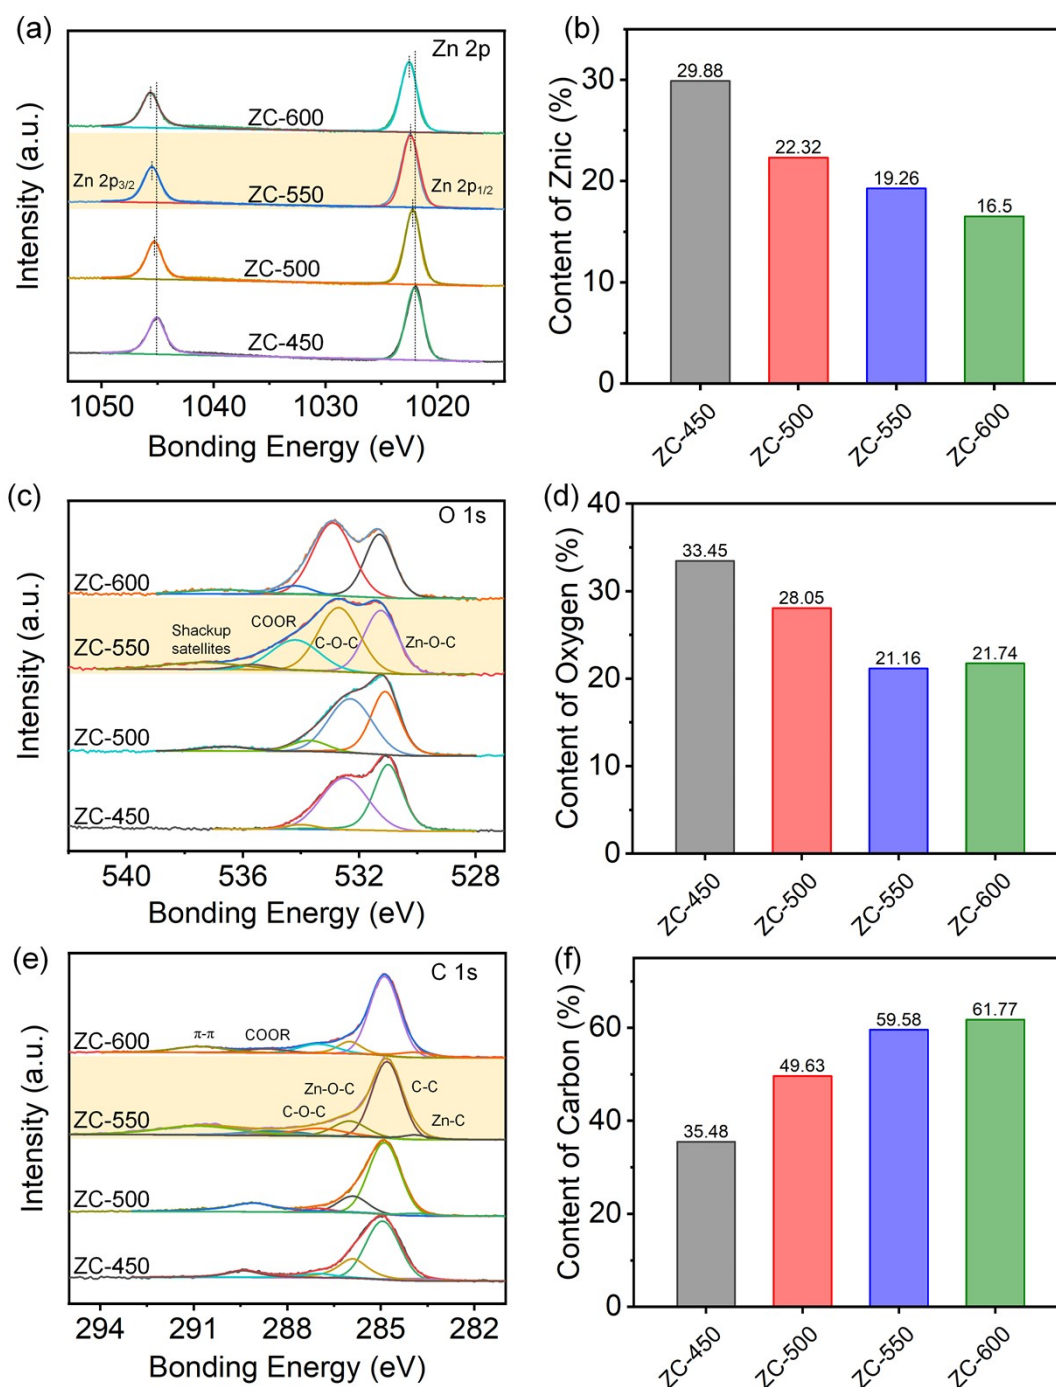 (a)
Zn 2p
ZC-600
Zn 2p3/2
ZC-550
Zn 2p1/2
ZC-500
ZC-450
Intensity (a.u.)
1050 1040 1030 1020
Bonding Energy (eV)
(b)
Content of Znic (%)
30
20
10
0
29.88
22.32
19.26
16.5
ZC-450 ZC-500 ZC-550 ZC-600
(c)
O 1s
ZC-600
ZC-550
Shackup
satellites
COOR
C-O-C
Zn-O-C
ZC-500
ZC-450
Intensity (a.u.)
540 536 532 528
Bonding Energy (eV)
(d)
Content of Oxygen (%)
40
30
20
10
0
33.45
28.05
21.16
21.74
ZC-450 ZC-500 ZC-550 ZC-600
(e)
C 1s
ZC-600
π-π
COOR
ZC-550
Zn-O-C
C-O-C
C-C
Zn-C
ZC-500
ZC-450
Intensity (a.u.)
294 291 288 285 282
Bonding Energy (eV)
(f)
Content of Carbon (%)
60
40
20
0
35.48
49.63
59.58
61.77
ZC-450 ZC-500 ZC-550 ZC-600